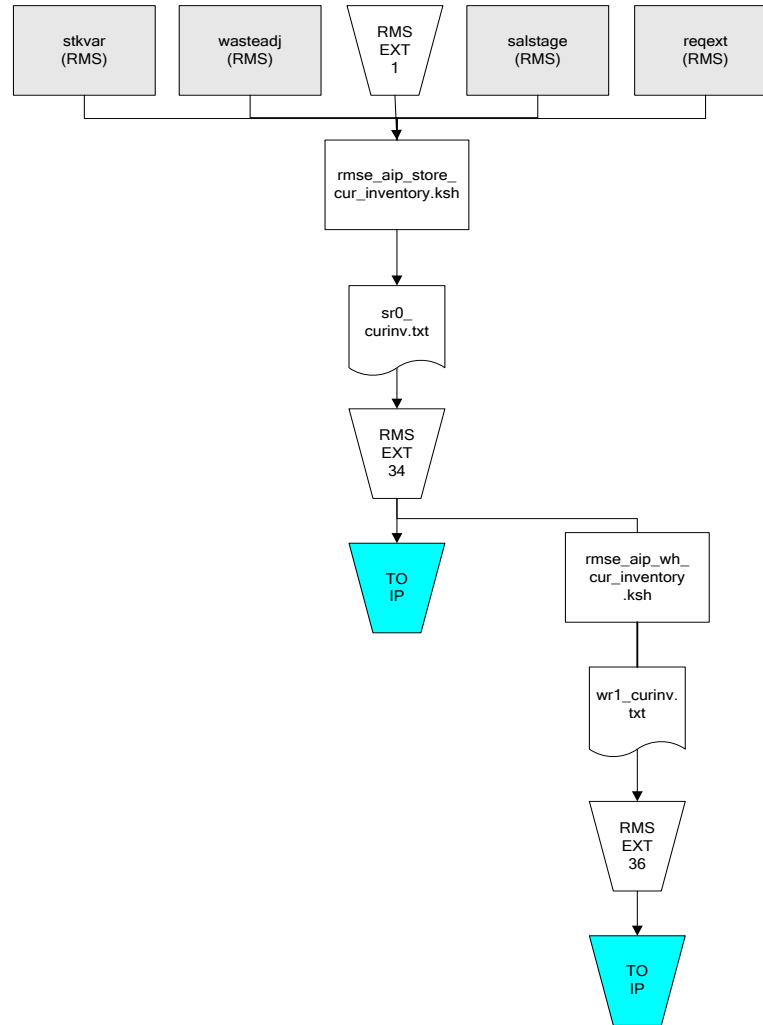 stkvar
(RMS)
wasteadj
(RMS)
RMS
EXT
1
salstage
(RMS)
reqext
(RMS)
rmse_aip_store_
cur_inventory.ksh
sr0_
curinv.txt
RMS
EXT
34
TO
IP
rmse_aip_wh_
cur_inventory
.ksh
wr1_curinv.
txt
RMS
EXT
36
TO
IP